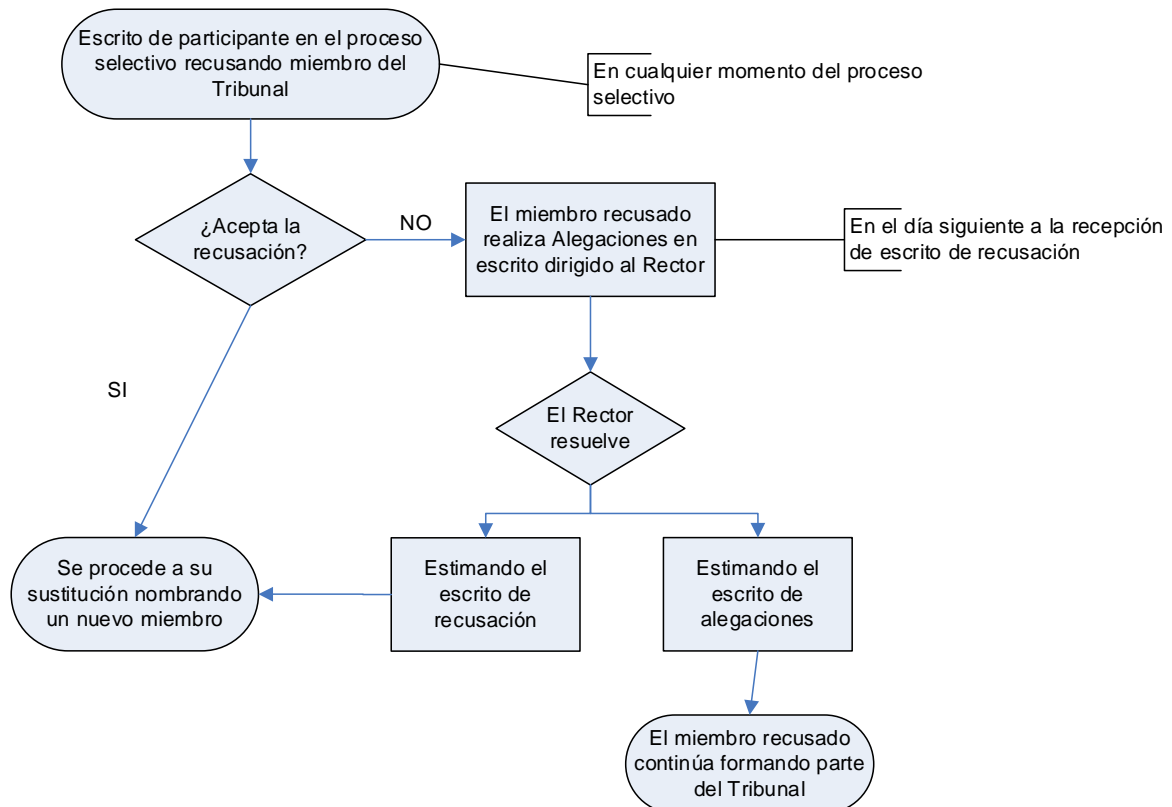 Escrito de participante en el proceso
selectivo recusando miembro del
Tribunal
En cualquier momento del proceso
selectivo
¿Acepta la
recusación?
NO
El miembro recusado
realiza Alegaciones en
escrito dirigido al Rector
En el día siguiente a la recepción
de escrito de recusación
SI
El Rector
resuelve
Se procede a su
sustitución nombrando
un nuevo miembro
Estimando el
escrito de
recusación
Estimando el
escrito de
alegaciones
El miembro recusado
continúa formando parte
del Tribunal